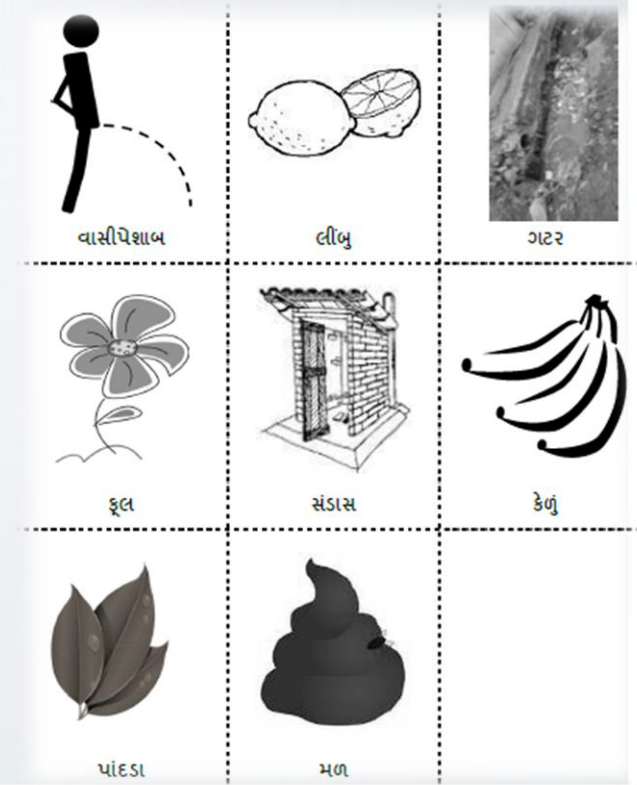 વાસીપેશાબ
લીંબુ
ગટર
ફૂલ
સંડાસ
કેળું
પાંદડા
મળ